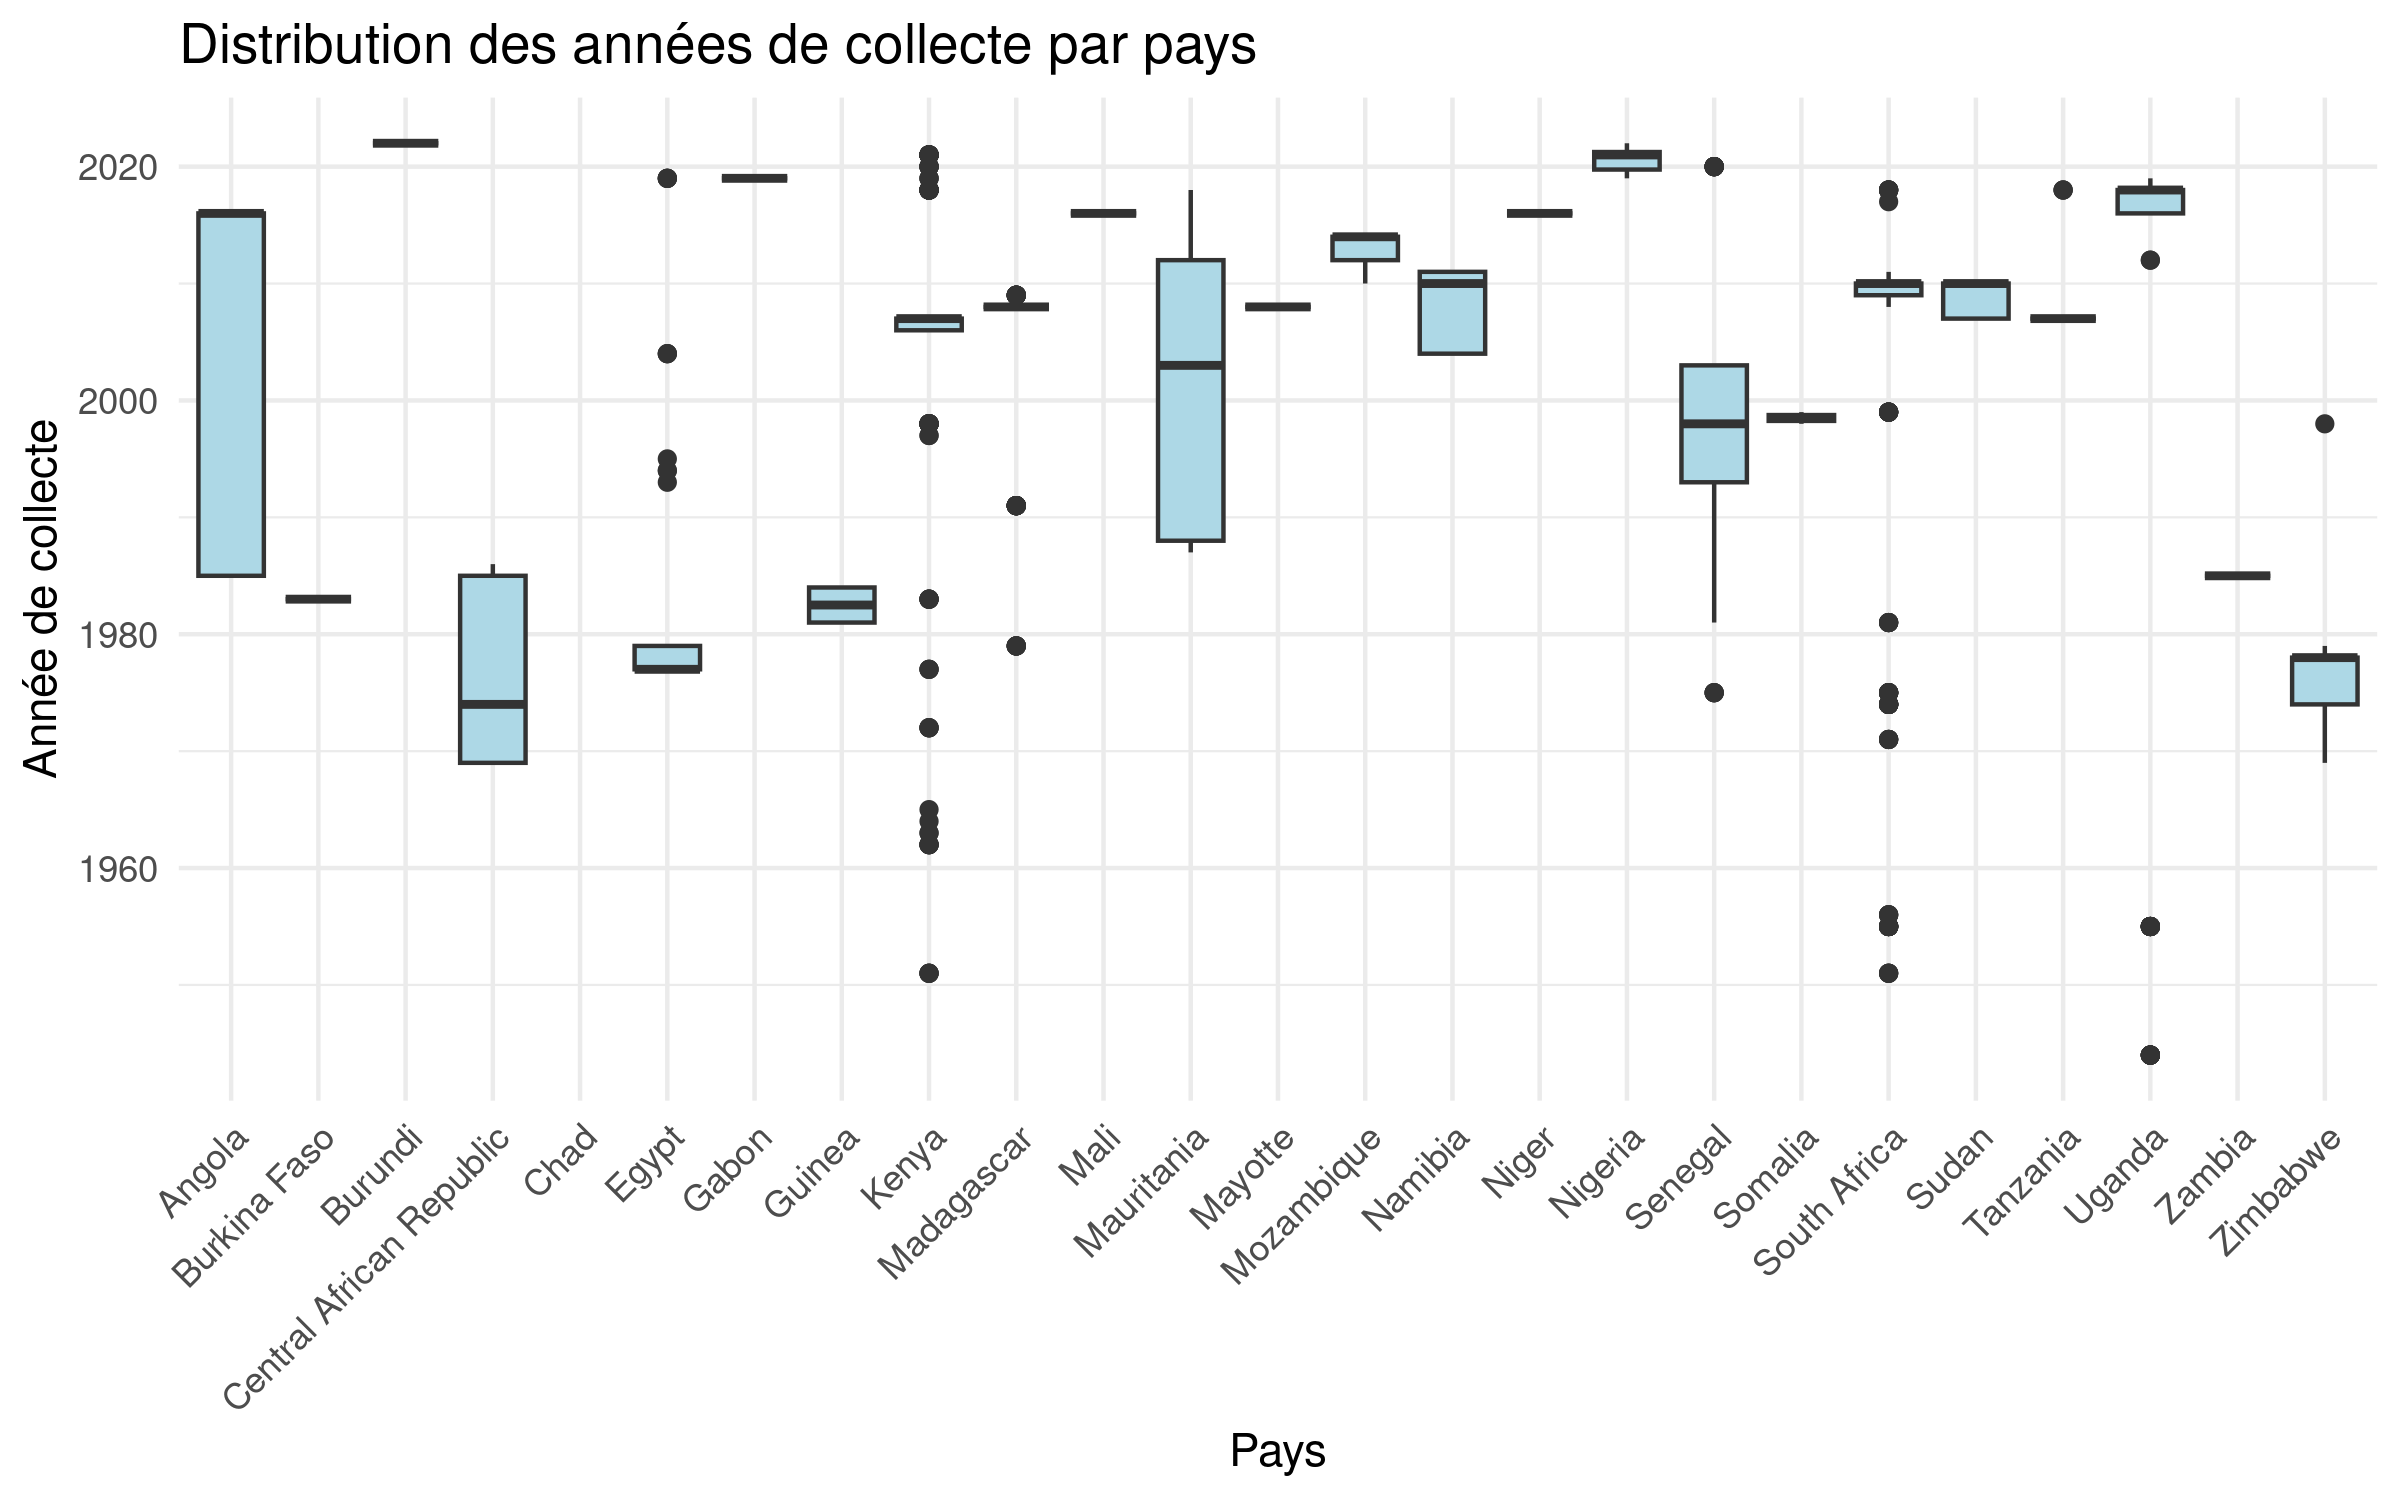 Distribution des années de collecte par pays
Année de collecte
2020
2000
1980
1960
Angola
Burkina Faso
Burundi
Central African Republic
Chad
Egypt
Gabon
Guinea
Kenya
Madagascar
Mali
Mauritania
Mayotte
Mozambique
Namibia
Niger
Nigeria
Senegal
Somalia
South Africa
Sudan
Tanzania
Uganda
Zambia
Zimbabwe
Pays